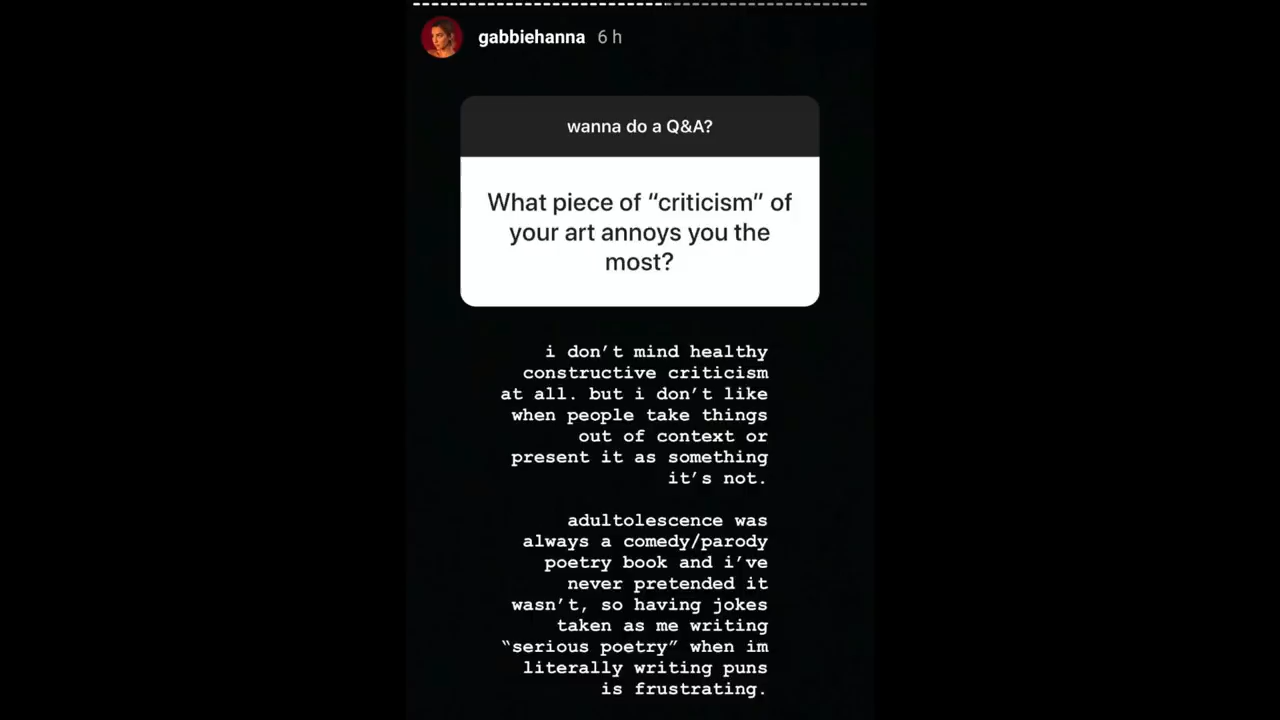 gabbiehanna 6 h
wanna do a Q&A?
What piece of “criticism” of
your art annoys you the
most?
i don’t mind healthy
constructive criticism
at all. but i don’t like
when people take things
out of context or
present it as something
it’s not.
adultolescence was
always a comedy/parody
poetry book and i’ve
never pretended it
wasn’t, so having jokes
taken as me writing
“serious poetry” when im
literally writing puns
is frustrating.